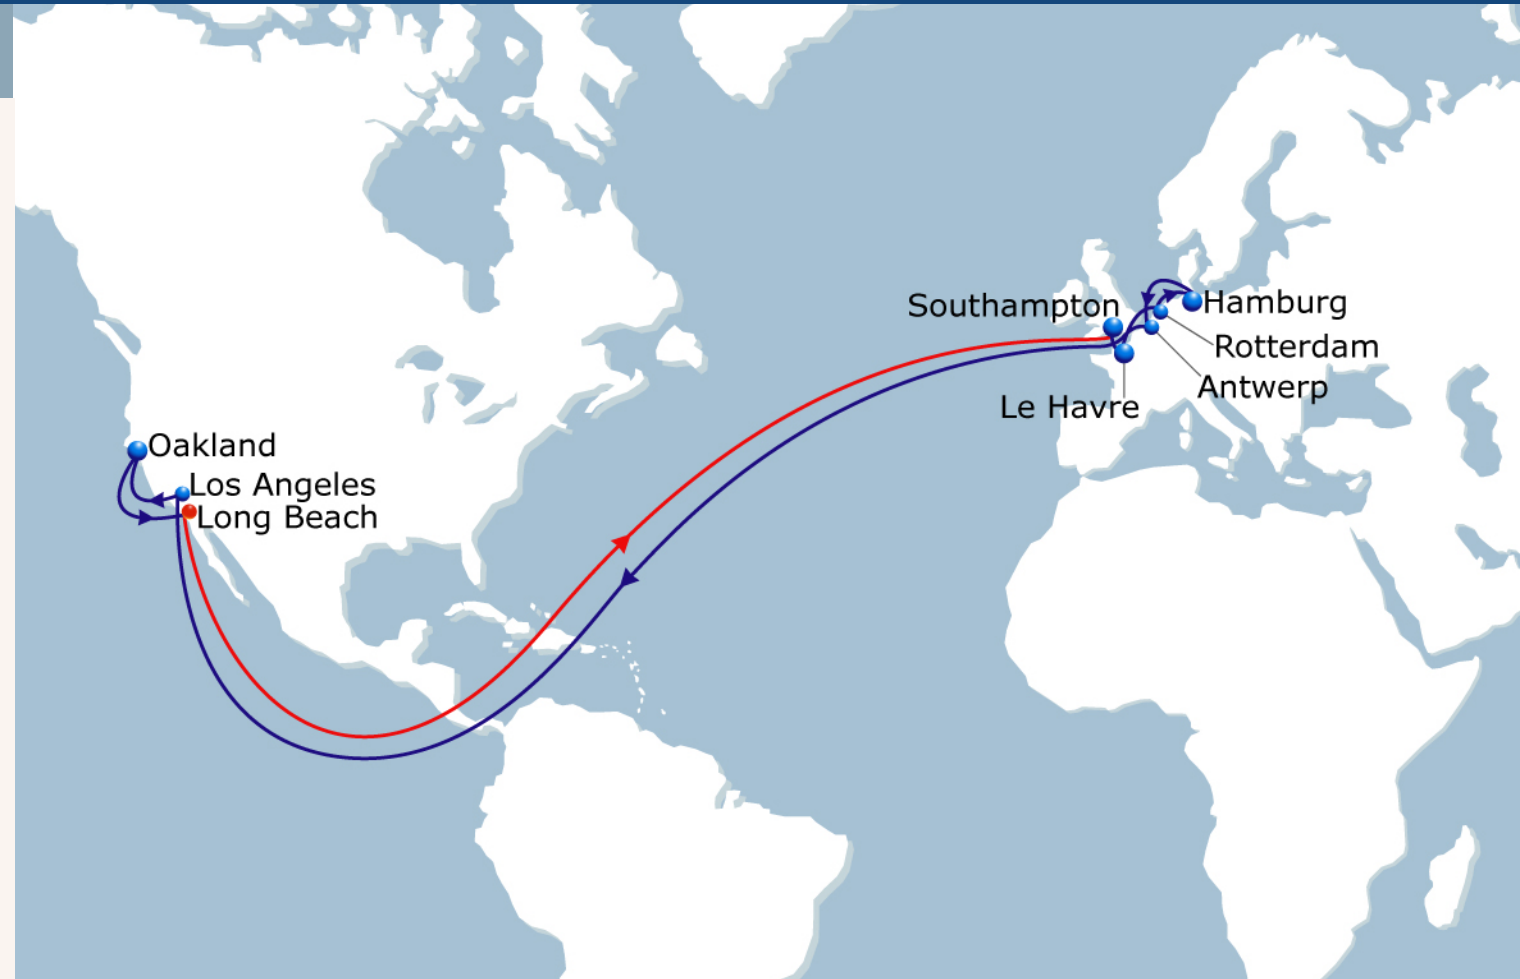 Southampton
Hamburg
Rotterdam
Antwerp
Le Havre
Oakland
Los Angeles
Long Beach